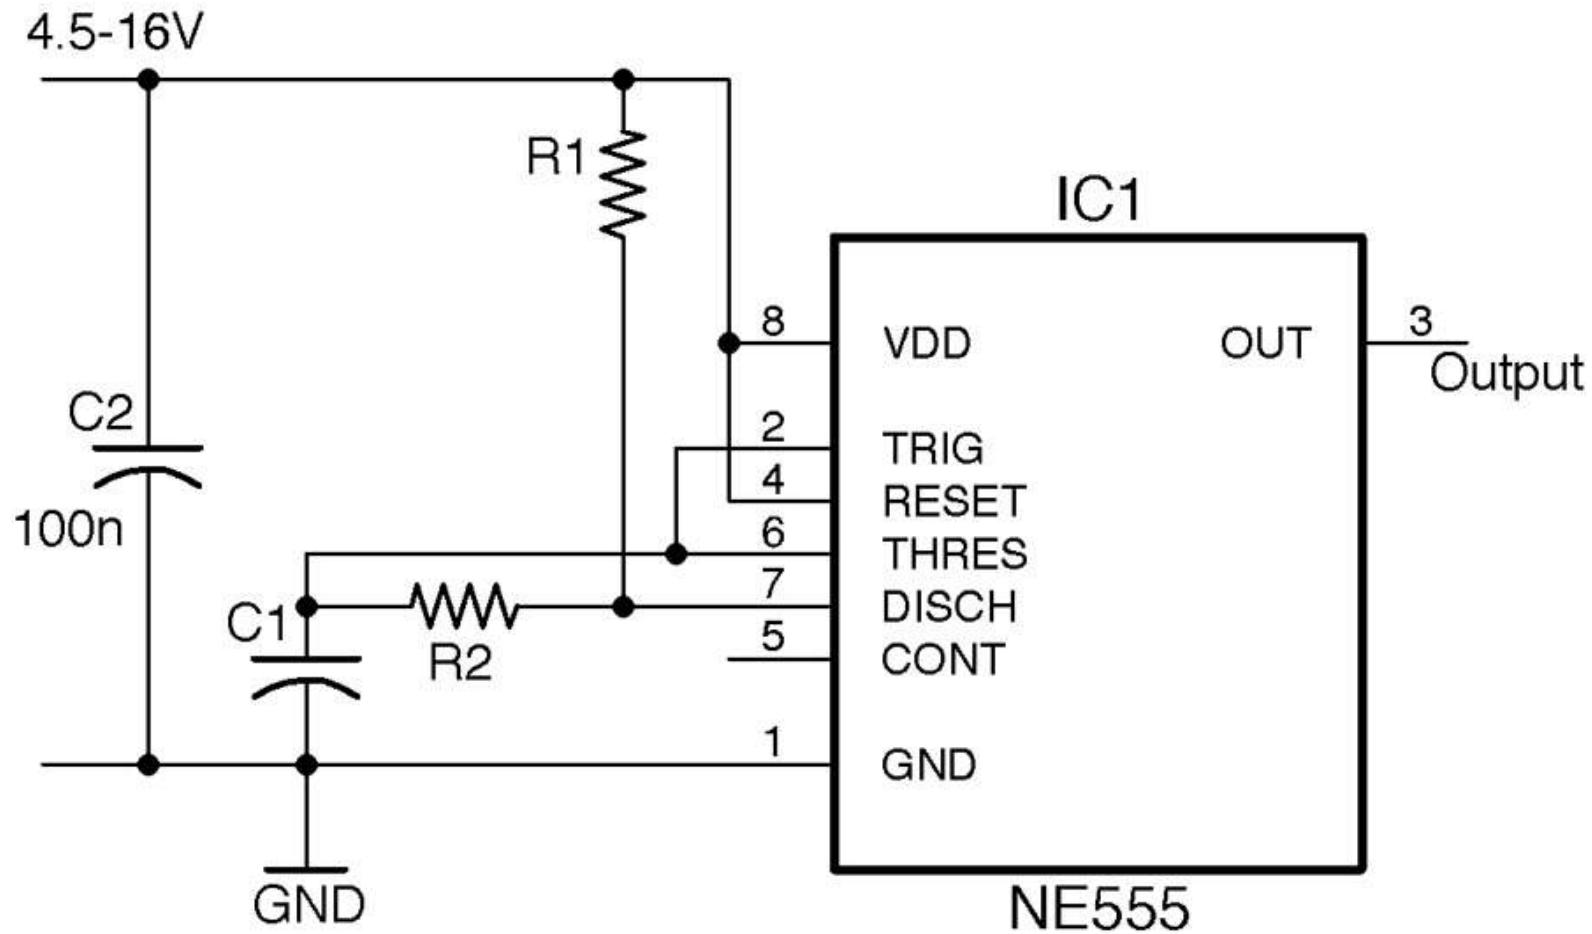 4.5-16V
R1
IC1
8
VDD
OUT
3
Output
C2
2
TRIG
4
RESET
100n
6
THRES
7
DISCH
C1
5
CONT
R2
1
GND
GND
NE555